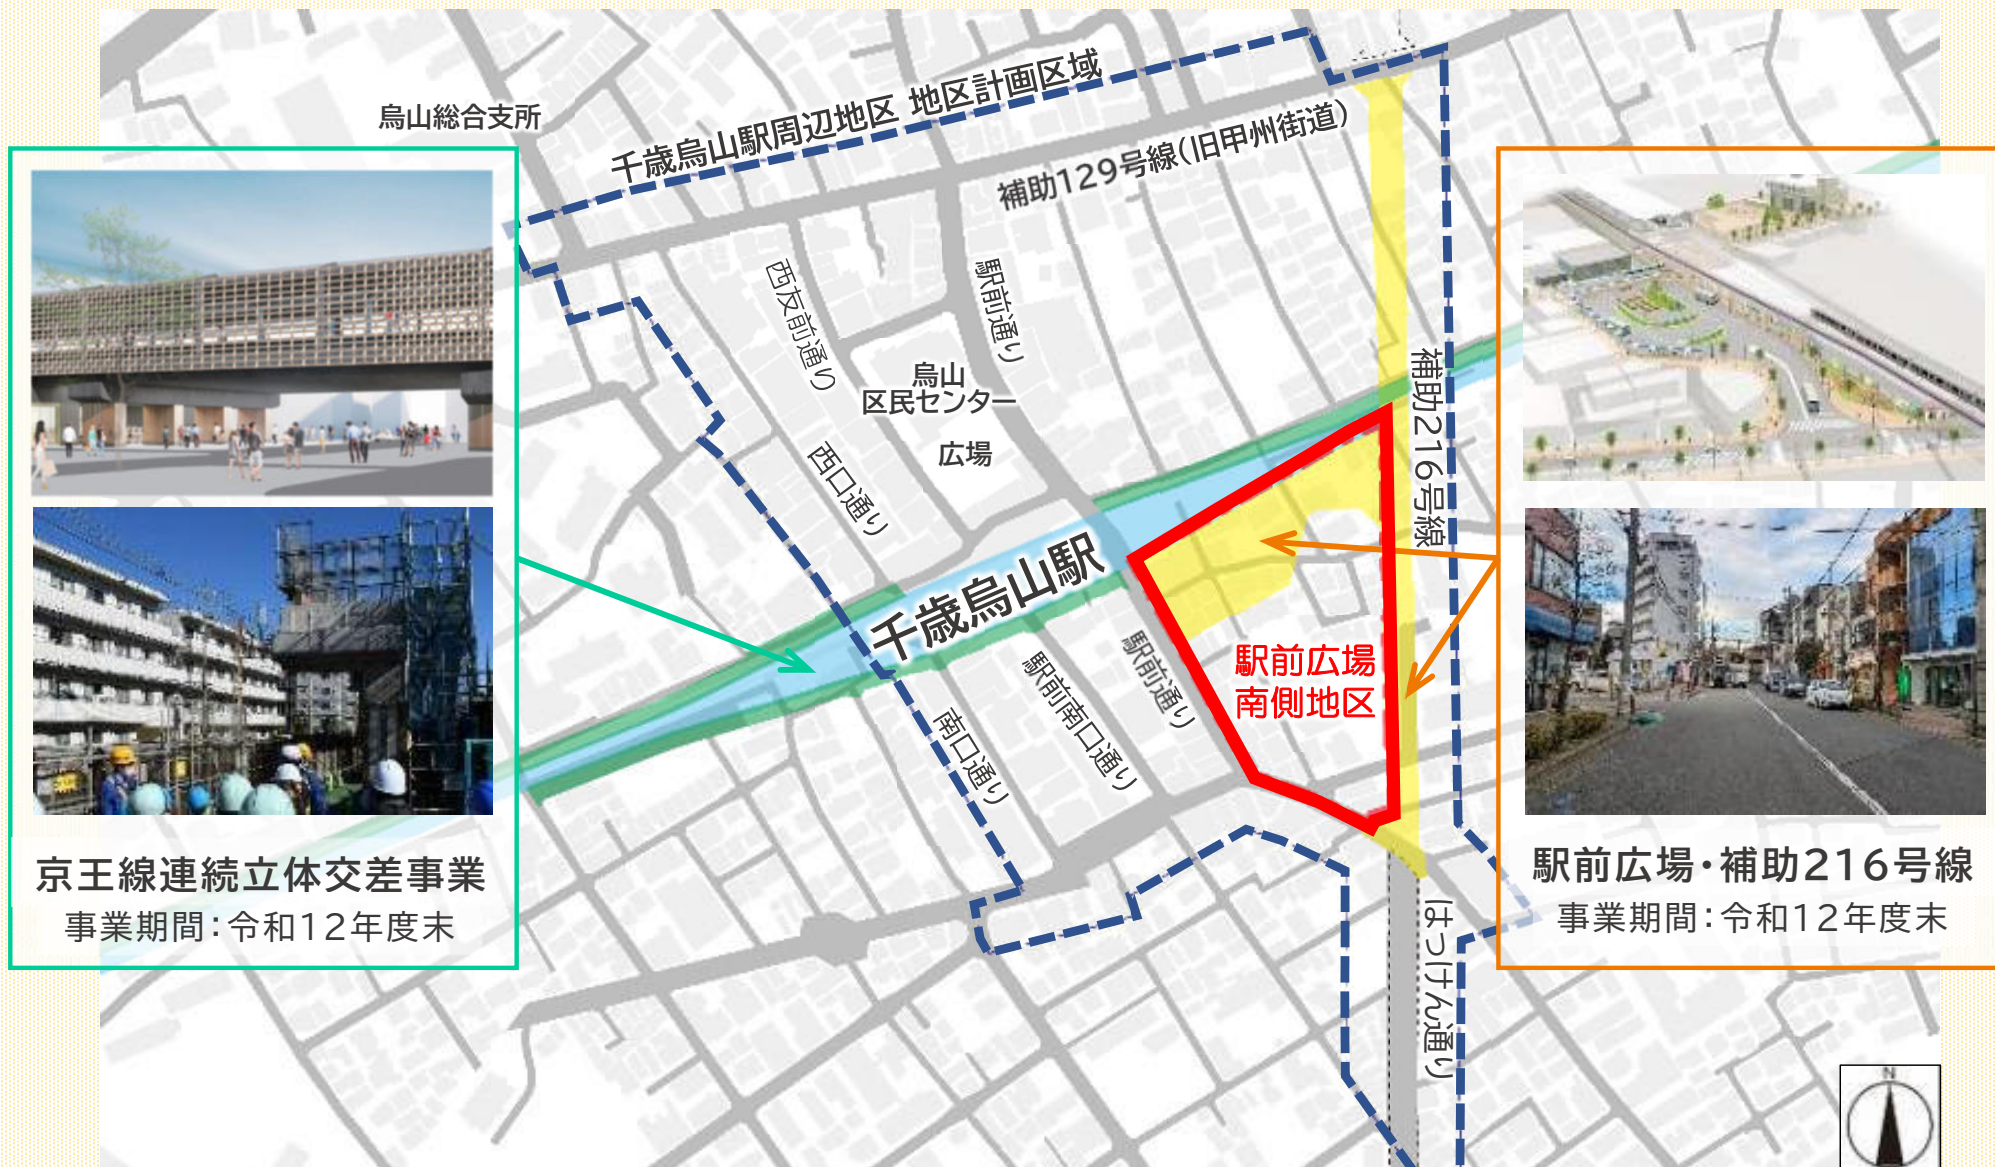 烏山総合支所
千歳烏山駅周辺地区 地区計画区域
補助129号線(旧甲州街道)
西友前通り
駅前通り
烏山
区民センター
広場
西口通り
補助216号線
千歳烏山駅
駅前広場
南側地区
駅前通り
駅前南口通り
南口通り
はっけん通り
京王線連続立体交差事業
事業期間:令和12年度末
駅前広場・補助216号線
事業期間:令和12年度末
N